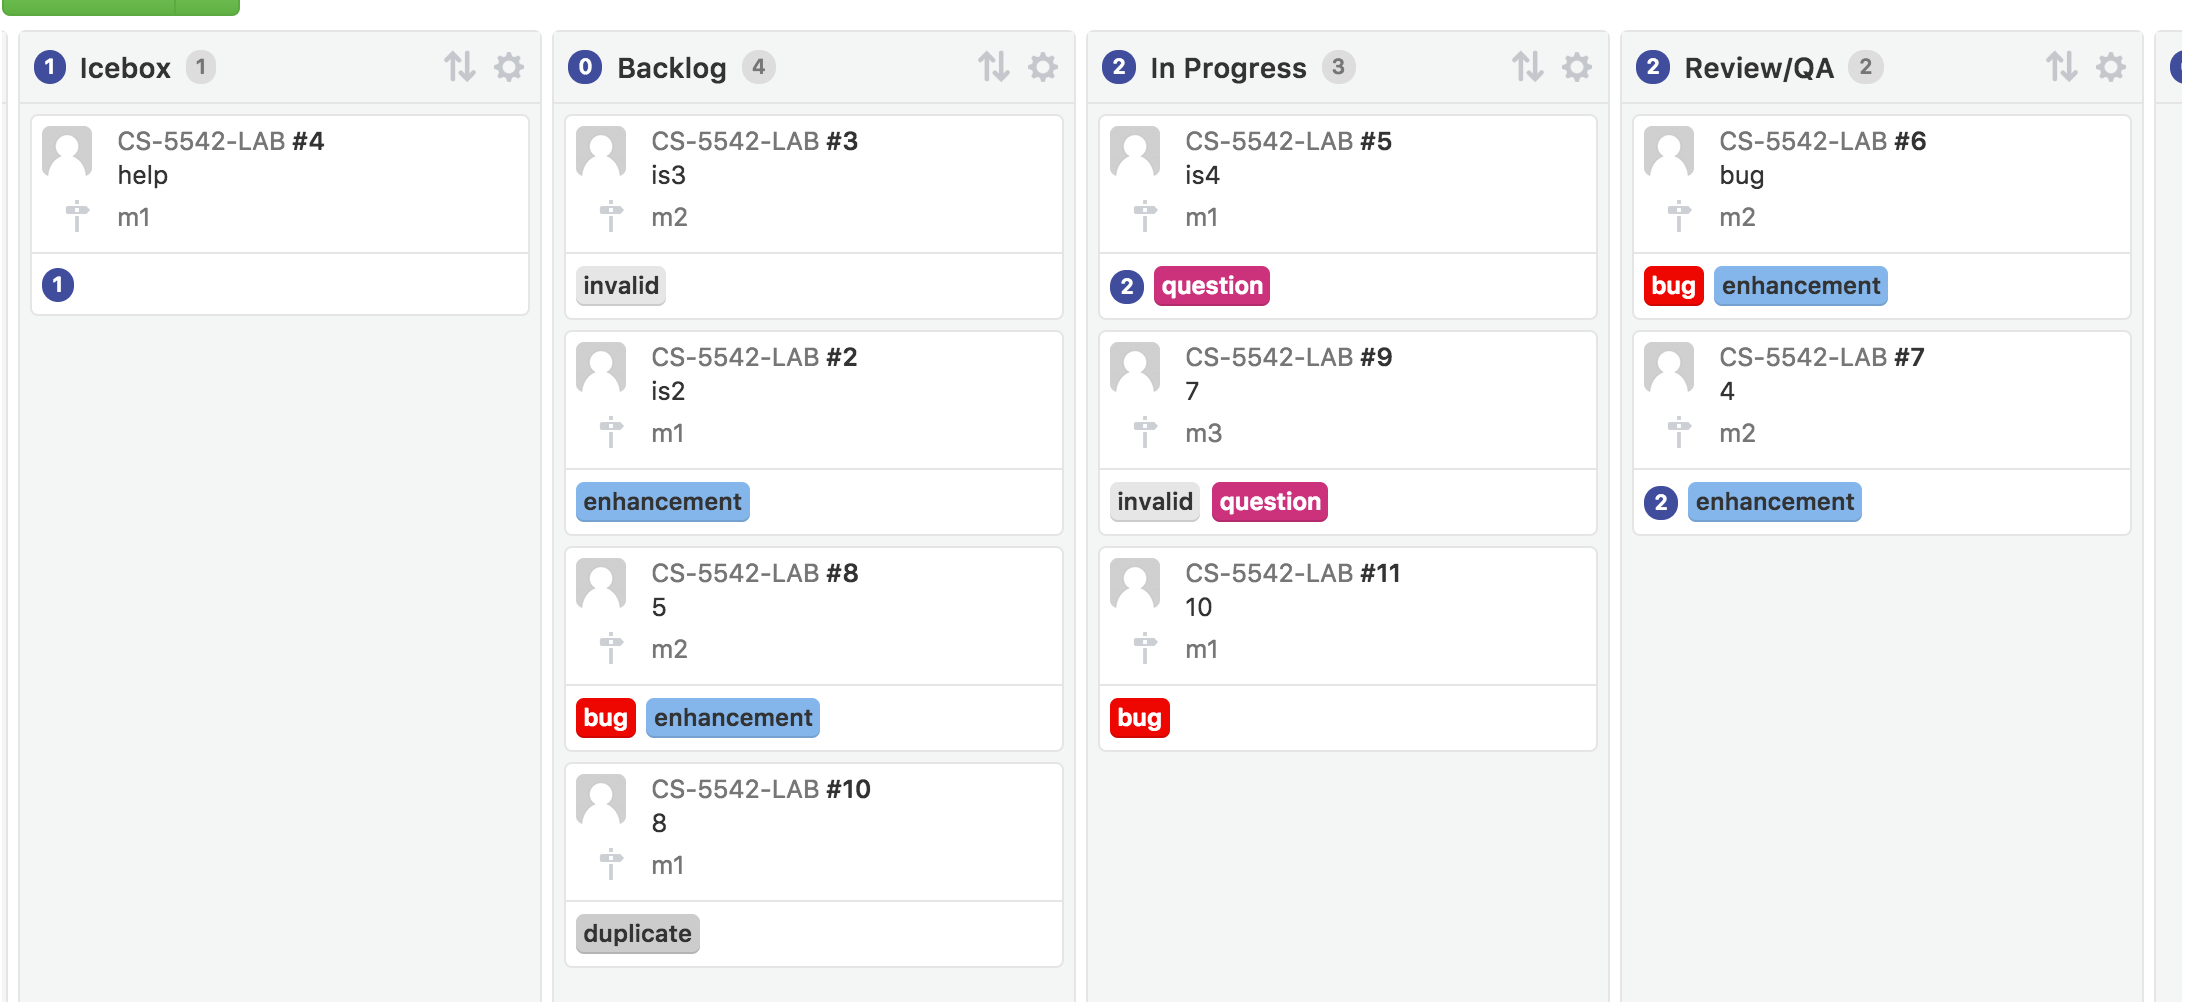 1 Icebox 1
CS-5542-LAB #4
help
m1
1
0 Backlog 4
CS-5542-LAB #3
is3
m2
invalid
CS-5542-LAB #2
is2
m1
enhancement
CS-5542-LAB #8
5
m2
bug enhancement
CS-5542-LAB #10
8
m1
duplicate
2 In Progress 3
CS-5542-LAB #5
is4
m1
2 question
CS-5542-LAB #9
7
m3
invalid question
CS-5542-LAB #11
10
m1
bug
2 Review/QA 2
CS-5542-LAB #6
bug
m2
bug enhancement
CS-5542-LAB #7
4
m2
2 enhancement